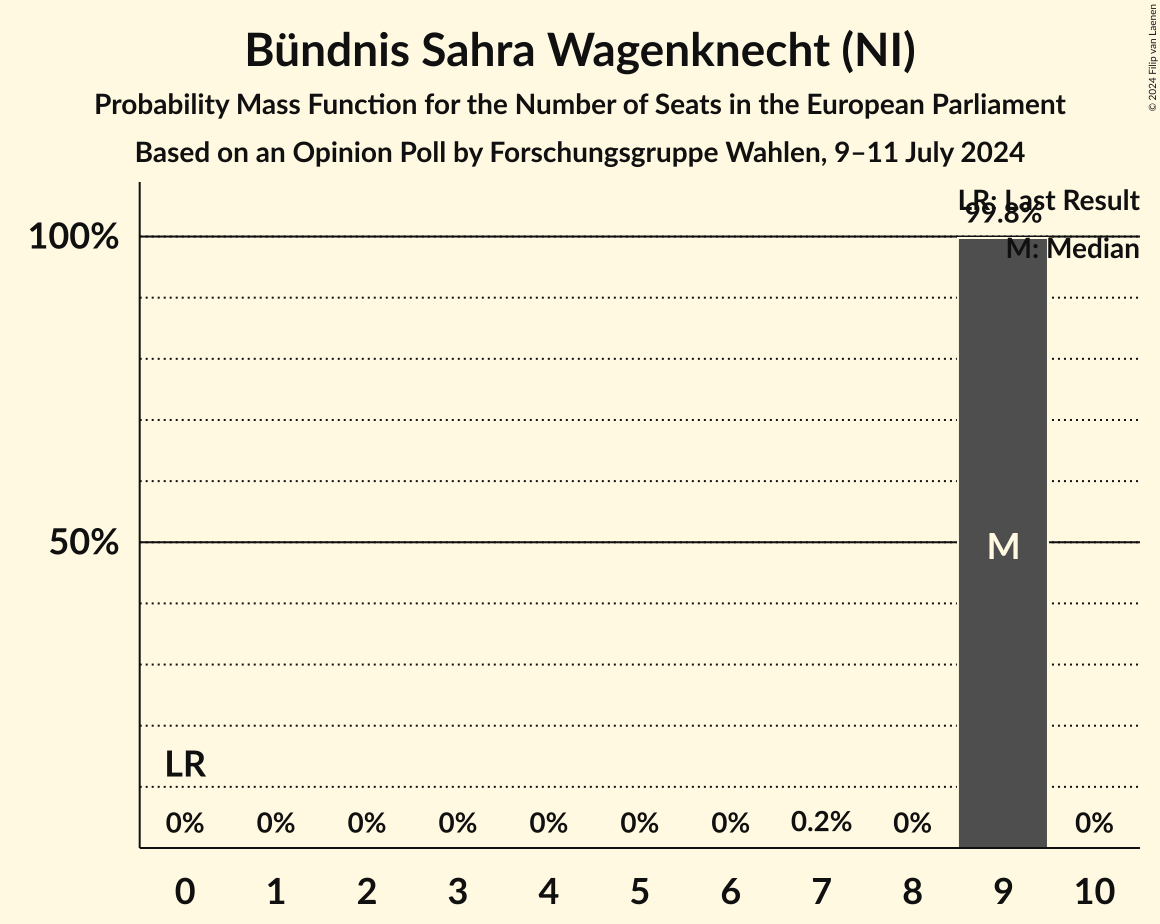 Bündnis Sahra Wagenknecht (NI)
Probability Mass Function for the Number of Seats in the European Parliament
Based on an Opinion Poll by Forschungsgruppe Wahlen, 9–11 July 2024
© 2024 Filip van Laenen
LR: Last Result
99.8%
M: Median
100%
50%
M
LR
0% 0% 0% 0% 0% 0% 0% 0.2% 0% 0%
0 1 2 3 4 5 6 7 8 9 10